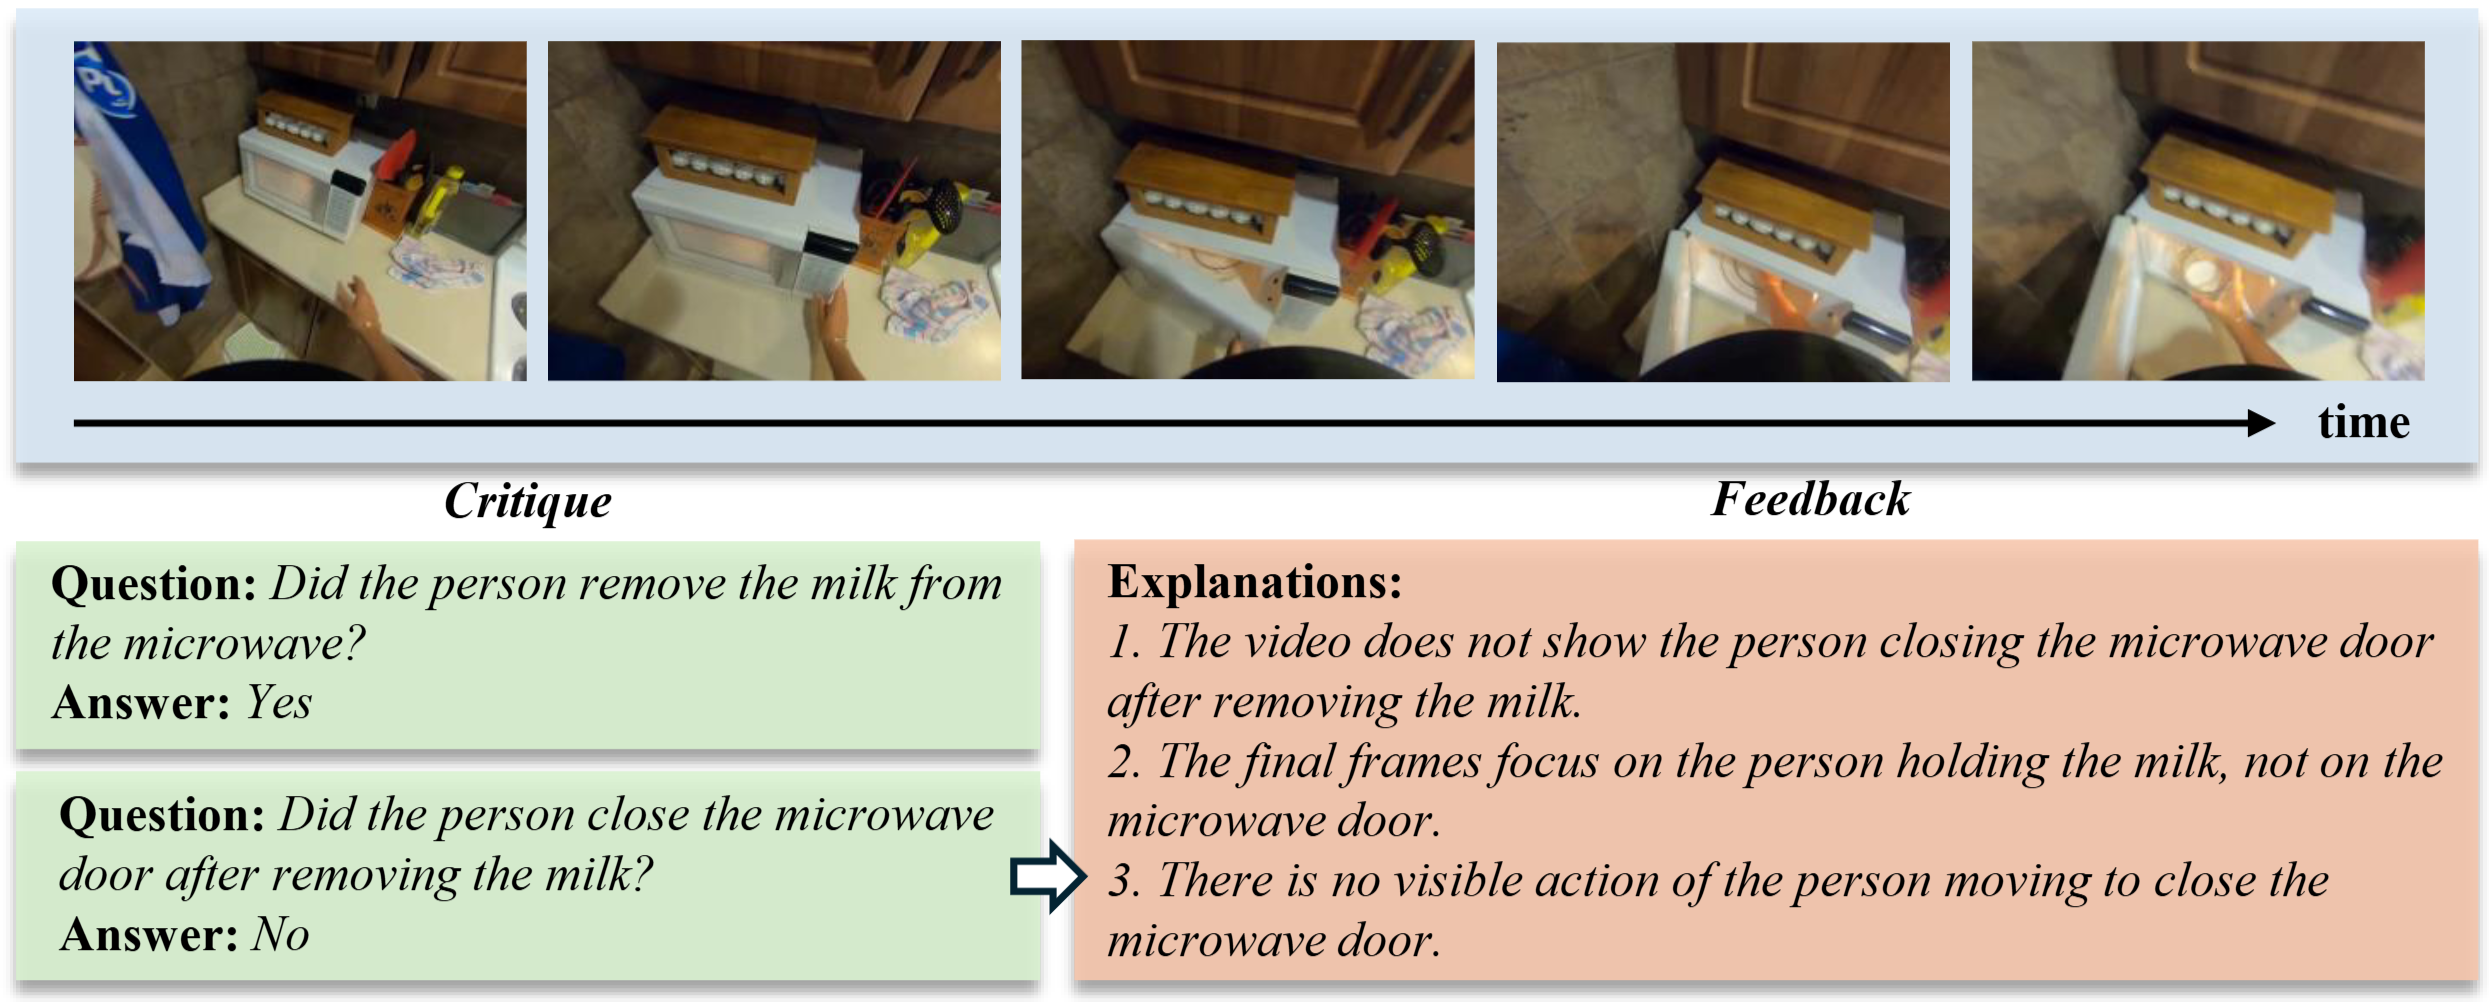 PL
time
Critique
Feedback
Question: Did the person remove the milk from
the microwave?
Answer: Yes
Question: Did the person close the microwave
door after removing the milk?
Answer: No
Explanations:
1. The video does not show the person closing the microwave door
after removing the milk.
2. The final frames focus on the person holding the milk, not on the
microwave door.
3. There is no visible action of the person moving to close the
microwave door.